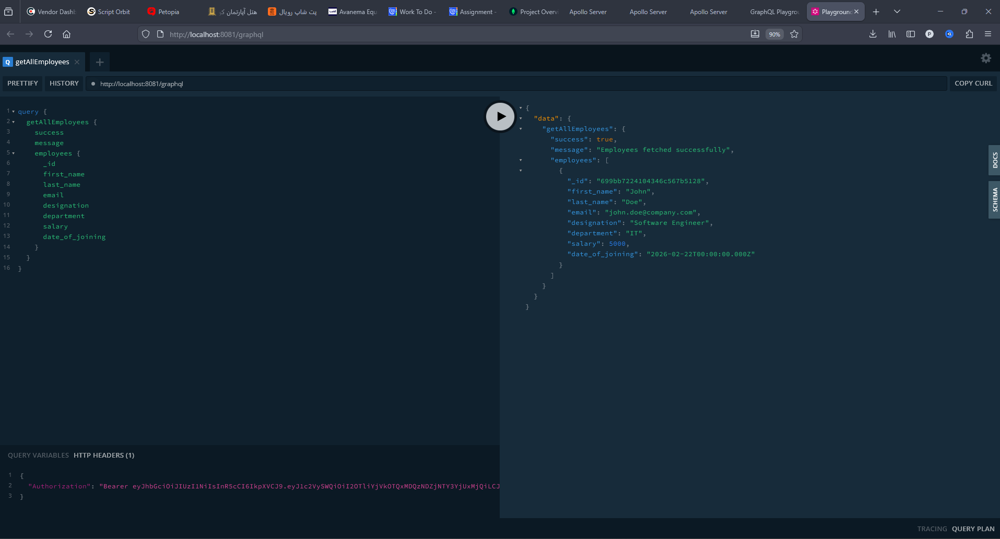 Vendor Dashb
Script Orbit
Petopia
هتل آپارتمان کر
پت شاپ رویال
Avanema Equ
Work To Do -
Assignment -
Project Overvi
Apollo Server
Apollo Server
Apollo Server
GraphQL Playgrou
Playground
http://localhost:8081/graphql
90%
P
Q getAllEmployees
PRETTIFY
HISTORY
http://localhost:8081/graphql
COPY CURL
1 query {
2 getAllEmployees {
3 success
4 message
5 employees {
6 _id
7 first_name
8 last_name
9 email
10 designation
11 department
12 salary
13 date_of_joining
14 }
15 }
16 }
{
"data": {
"getAllEmployees": {
"success": true,
"message": "Employees fetched successfully",
"employees": [
{
"_id": "699bb7224104346c567b5128",
"first_name": "John",
"last_name": "Doe",
"email": "john.doe@company.com",
"designation": "Software Engineer",
"department": "IT",
"salary": 5000,
"date_of_joining": "2026-02-22T00:00:00.000Z"
}
]
}
}
}
DOCS
SCHEMA
QUERY VARIABLES
HTTP HEADERS (1)
1 {
2 "Authorization": "Bearer eyJhbGciOiJIUzI1NiIsInR5cCI6IkpXVCJ9.eyJ1c2VySWQiOiI2OTliYjVkOTQxMDQzNDZjNTY3YjUxMjQiLCJ
3 }
TRACING
QUERY PLAN